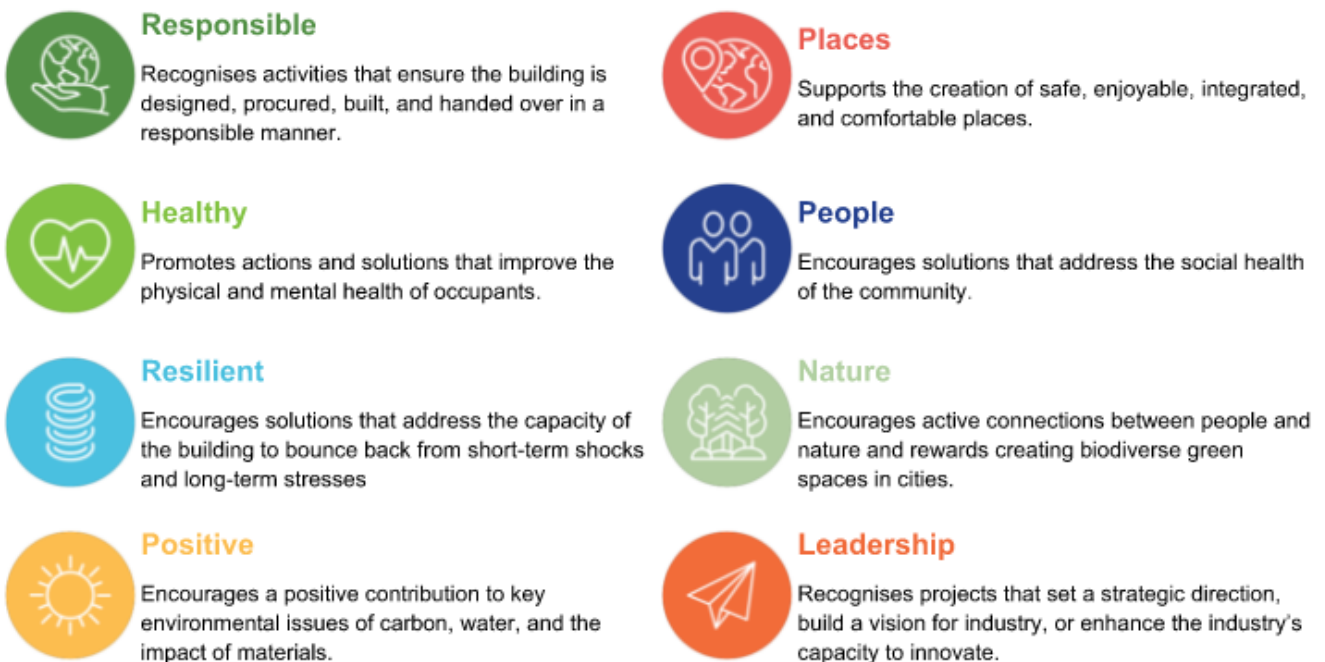 Responsible
Recognises activities that ensure the building is
designed, procured, built, and handed over in a
responsible manner.
Healthy
Promotes actions and solutions that improve the
physical and mental health of occupants.
Resilient
Encourages solutions that address the capacity of
the building to bounce back from short-term shocks
and long-term stresses
Positive
Encourages a positive contribution to key
environmental issues of carbon, water, and the
impact of materials.
Places
Supports the creation of safe, enjoyable, integrated,
and comfortable places.
People
Encourages solutions that address the social health
of the community.
Nature
Encourages active connections between people and
nature and rewards creating biodiverse green
spaces in cities.
Leadership
Recognises projects that set a strategic direction,
build a vision for industry, or enhance the industry’s
capacity to innovate.